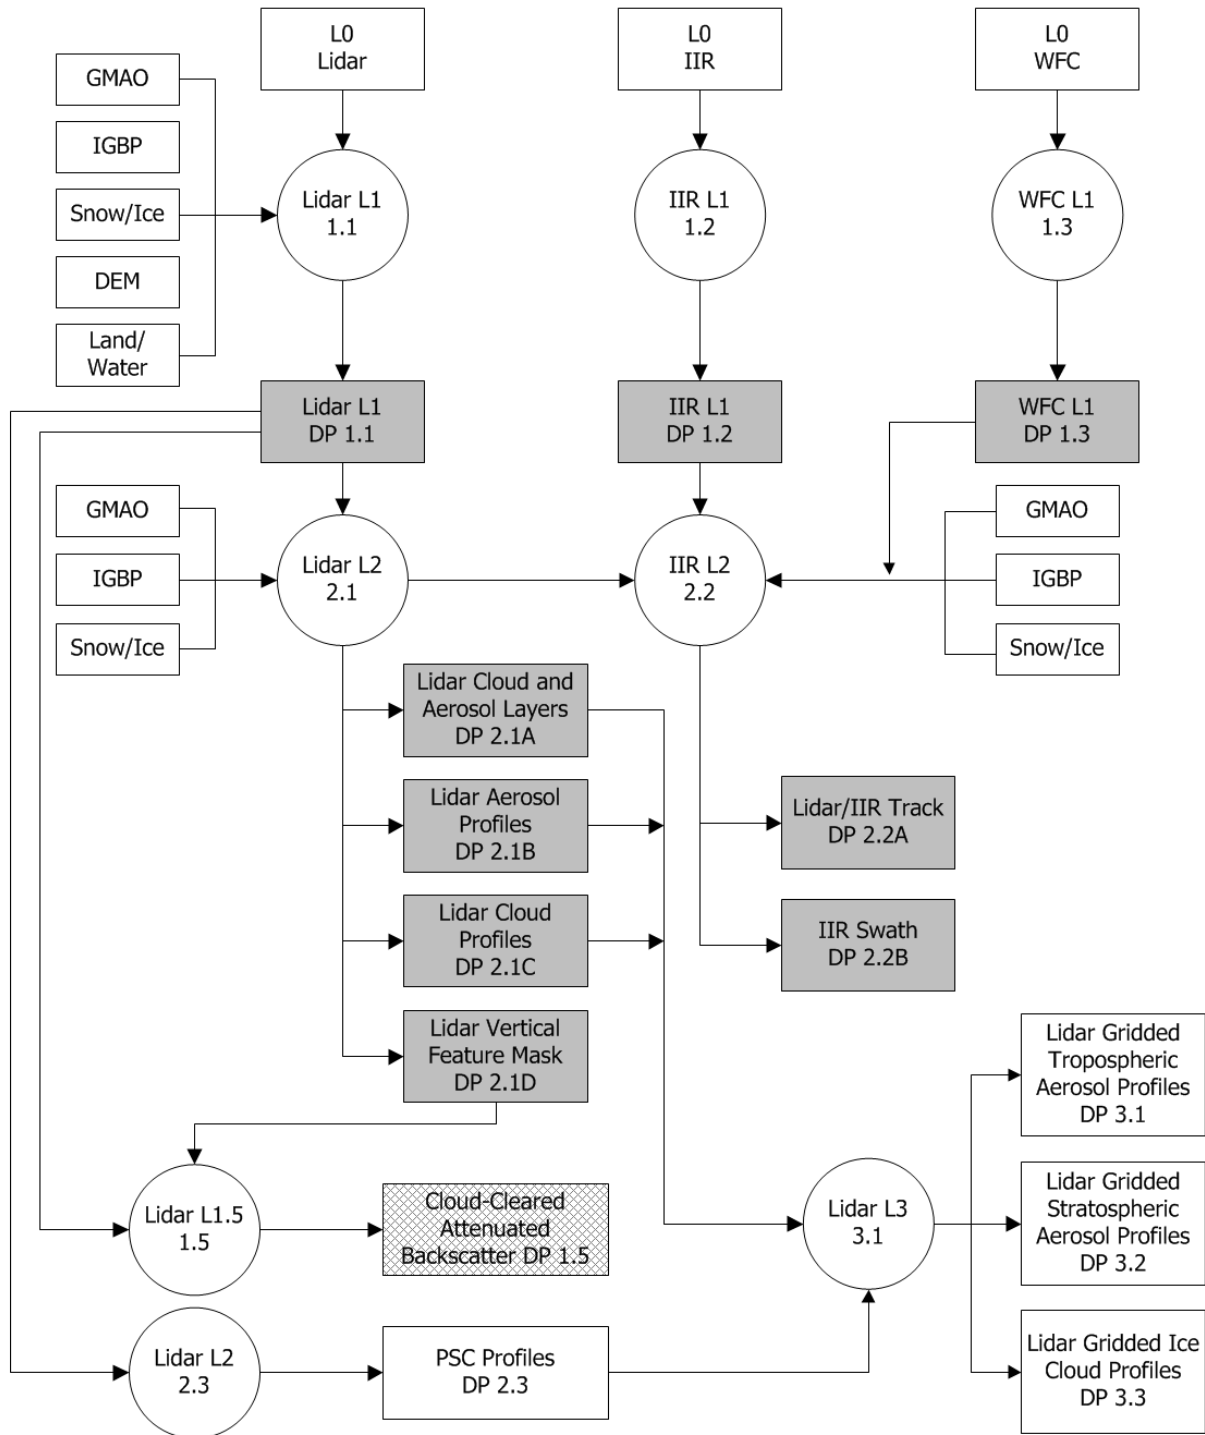 L0
Lidar
L0
IIR
L0
WFC
GMAO
IGBP
Snow/Ice
DEM
Land/
Water
Lidar L1
1.1
IIR L1
1.2
WFC L1
1.3
Lidar L1
DP 1.1
IIR L1
DP 1.2
WFC L1
DP 1.3
GMAO
IGBP
Snow/Ice
Lidar L2
2.1
IIR L2
2.2
GMAO
IGBP
Snow/Ice
Lidar Cloud and
Aerosol Layers
DP 2.1A
Lidar Aerosol
Profiles
DP 2.1B
Lidar Cloud
Profiles
DP 2.1C
Lidar Vertical
Feature Mask
DP 2.1D
Lidar/IIR Track
DP 2.2A
IIR Swath
DP 2.2B
Lidar L1.5
1.5
Cloud-Cleared
Attenuated
Backscatter DP 1.5
Lidar L2
2.3
PSC Profiles
DP 2.3
Lidar L3
3.1
Lidar Gridded
Tropospheric
Aerosol Profiles
DP 3.1
Lidar Gridded
Stratospheric
Aerosol Profiles
DP 3.2
Lidar Gridded Ice
Cloud Profiles
DP 3.3